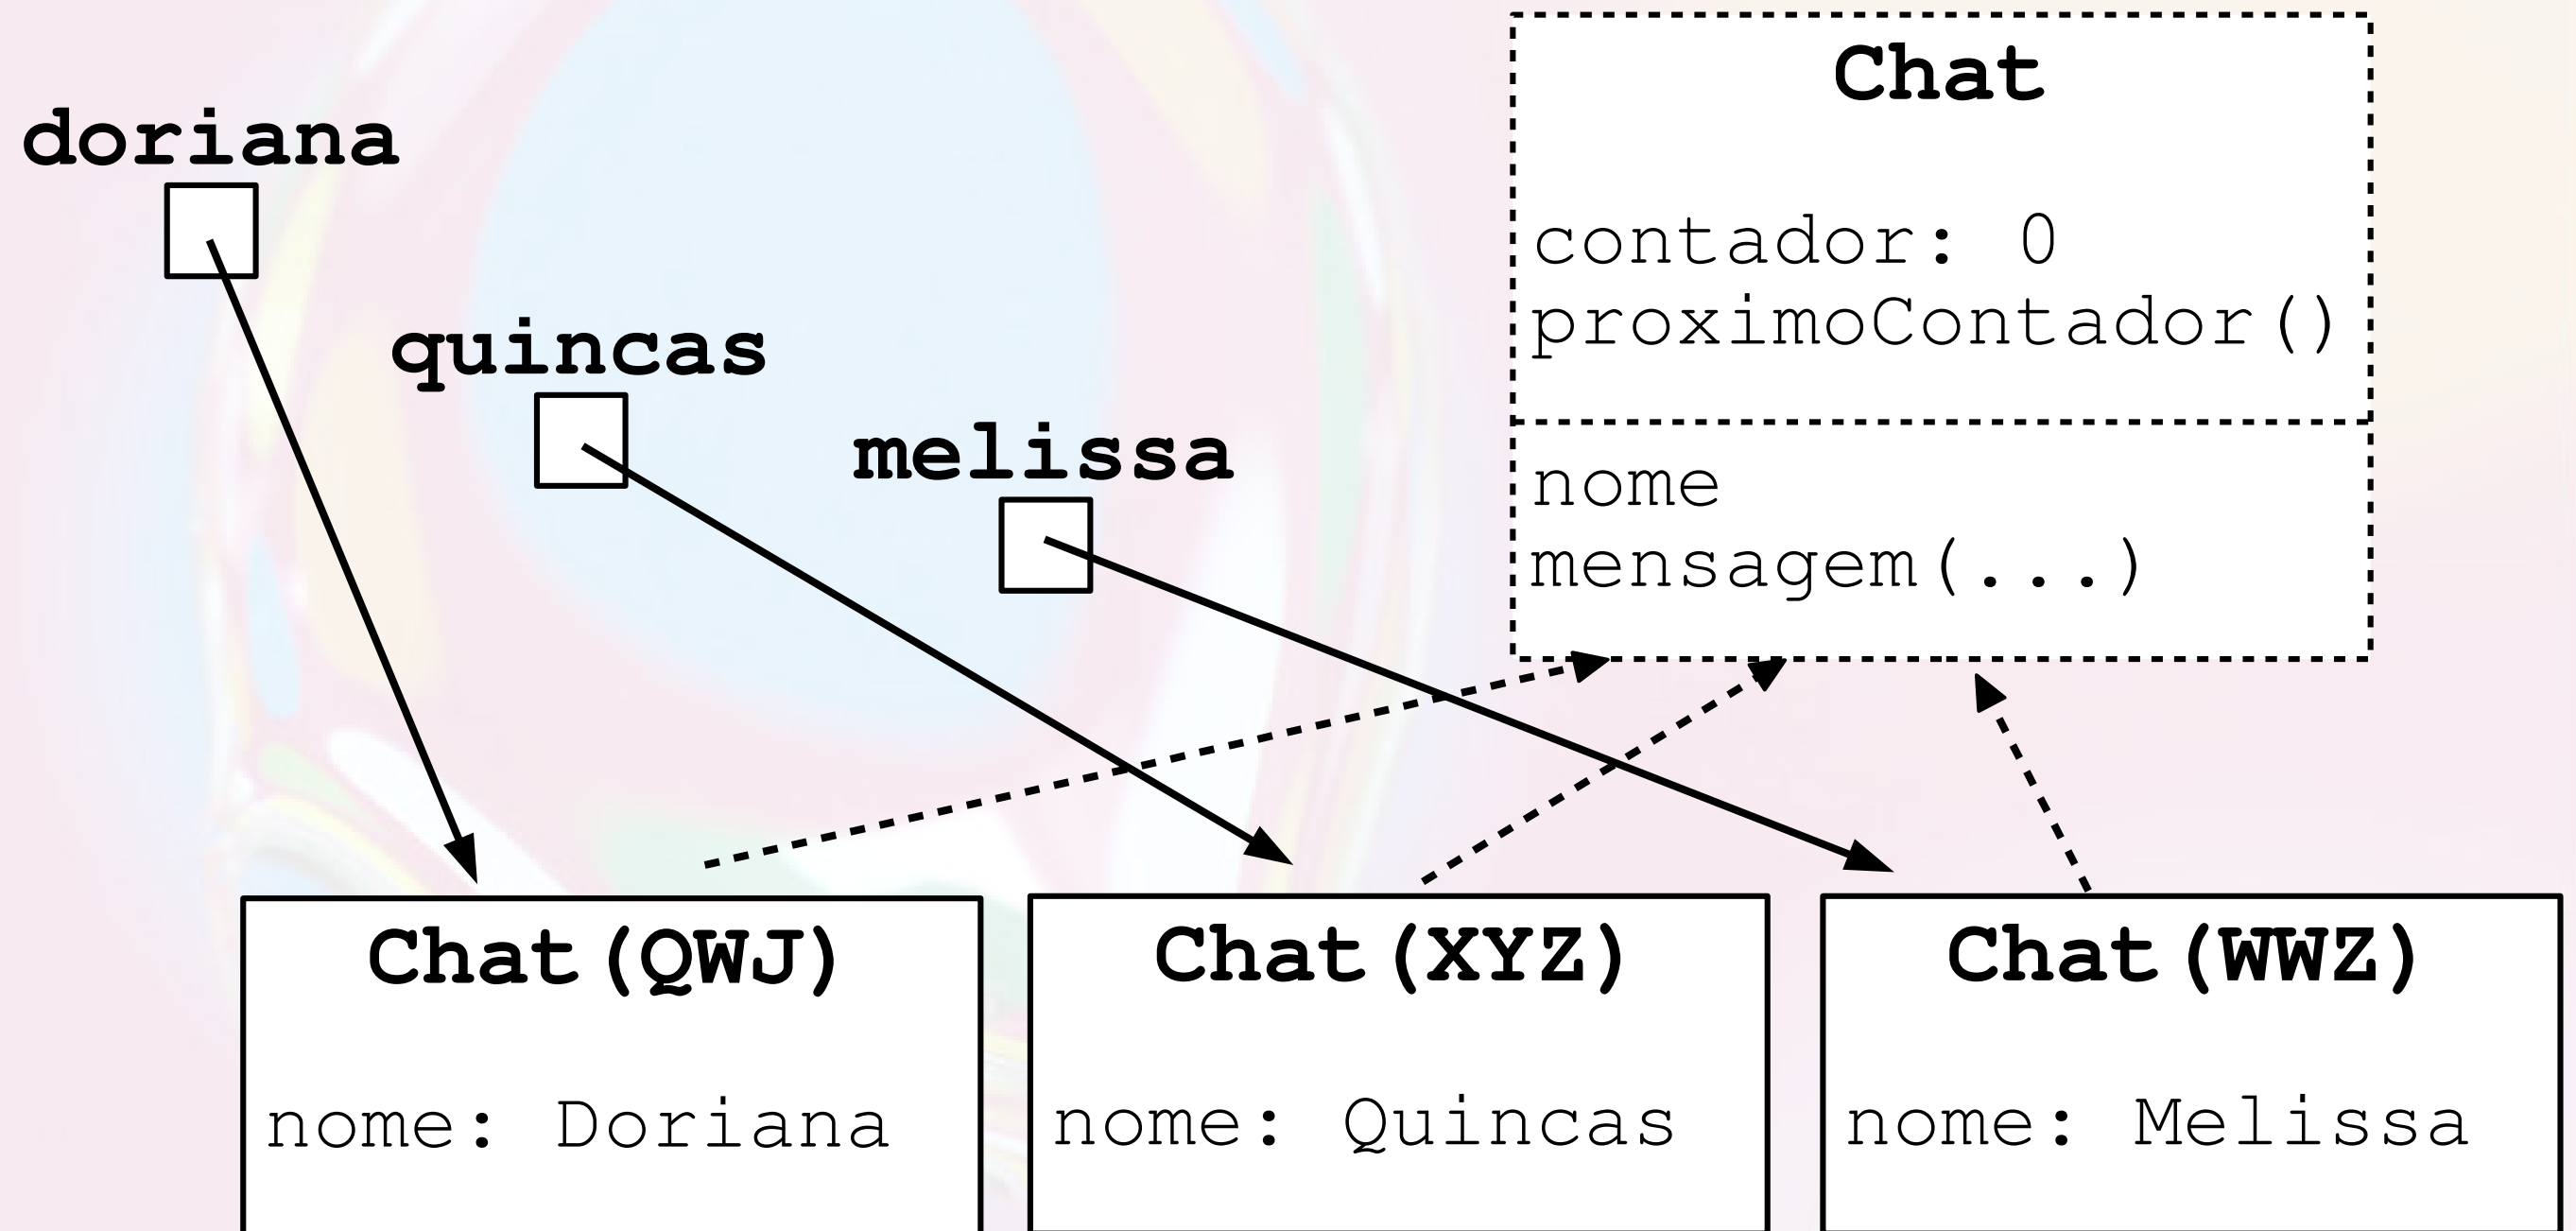 doriana
quincas
melissa
Chat
contador: 0
proximoContador()
nome
mensagem(...)
Chat(QWJ)
nome: Doriana
Chat(XYZ)
nome: Quincas
Chat(WWZ)
nome: Melissa